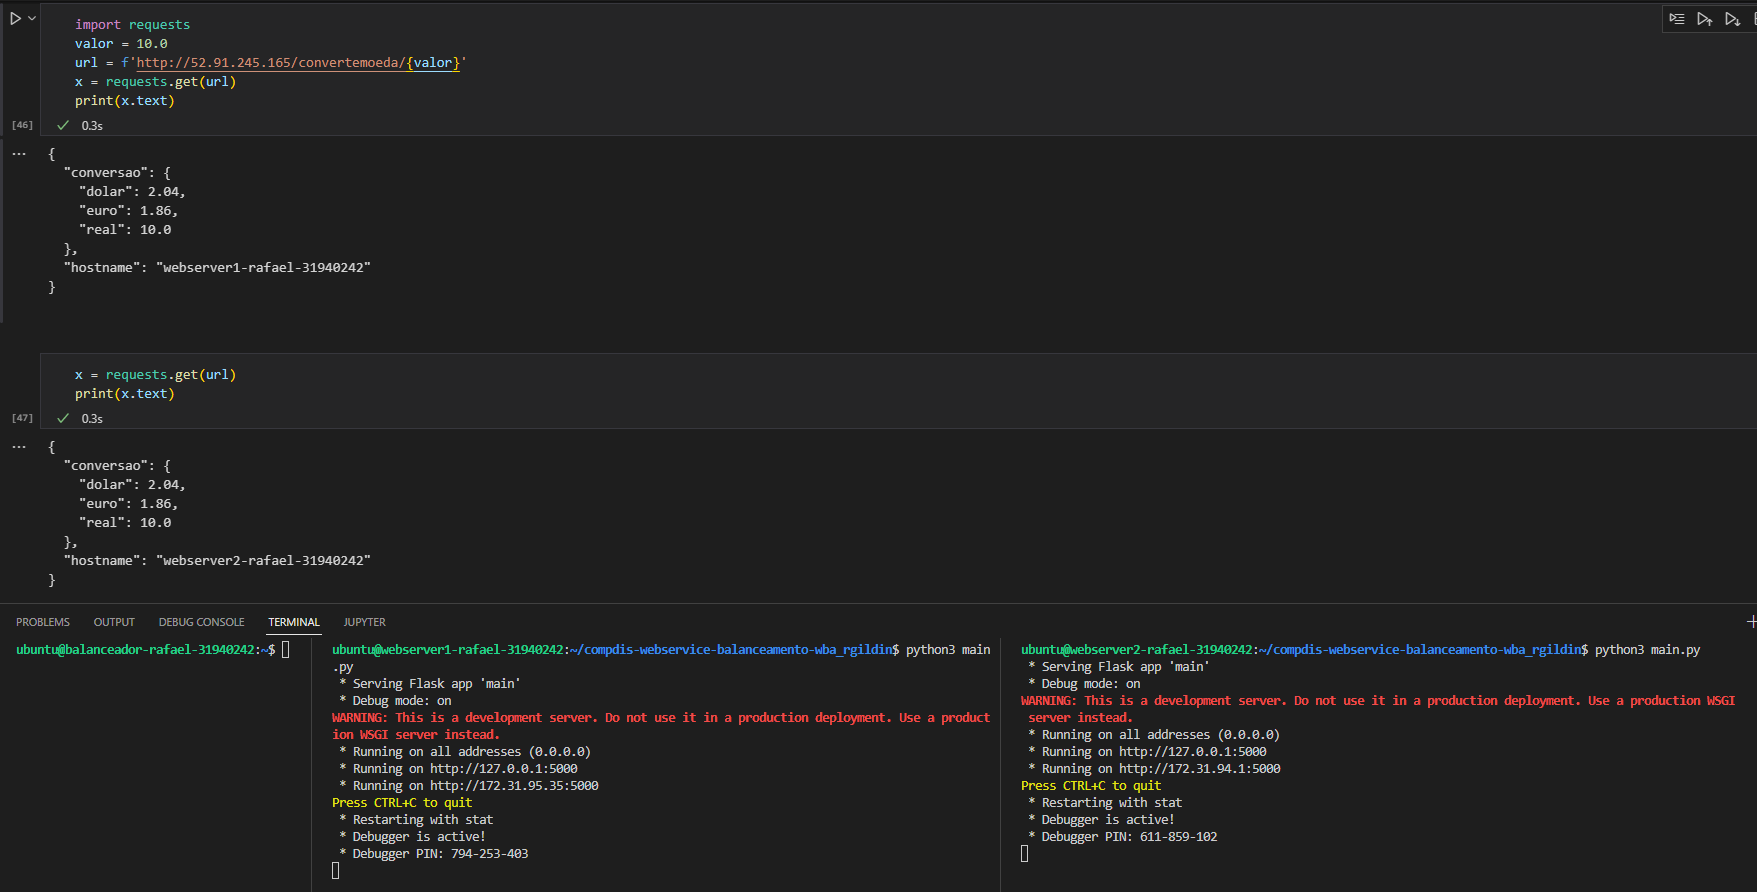 import requests
valor = 10.0
url = f'http://52.91.245.165/convertemoeda/{valor}'
x = requests.get(url)
print(x.text)
[46]
0.3s
...
{
  "conversao": {
    "dolar": 2.04,
    "euro": 1.86,
    "real": 10.0
  },
  "hostname": "webserver1-rafael-31940242"
}
x = requests.get(url)
print(x.text)
[47]
0.3s
...
{
  "conversao": {
    "dolar": 2.04,
    "euro": 1.86,
    "real": 10.0
  },
  "hostname": "webserver2-rafael-31940242"
}
PROBLEMS OUTPUT DEBUG CONSOLE TERMINAL JUPYTER
ubuntu@balanceador-rafael-31940242:~$
ubuntu@webserver1-rafael-31940242:~/compdis-webservice-balanceamento-wba_rgildin$ python3 main
.py
 * Serving Flask app 'main'
 * Debug mode: on
WARNING: This is a development server. Do not use it in a production deployment. Use a product
ion WSGI server instead.
 * Running on all addresses (0.0.0.0)
 * Running on http://127.0.0.1:5000
 * Running on http://172.31.95.35:5000
Press CTRL+C to quit
 * Restarting with stat
 * Debugger is active!
 * Debugger PIN: 794-253-403
ubuntu@webserver2-rafael-31940242:~/compdis-webservice-balanceamento-wba_rgildin$ python3 main.py
 * Serving Flask app 'main'
 * Debug mode: on
WARNING: This is a development server. Do not use it in a production deployment. Use a production WSGI
 server instead.
 * Running on all addresses (0.0.0.0)
 * Running on http://127.0.0.1:5000
 * Running on http://172.31.94.1:5000
Press CTRL+C to quit
 * Restarting with stat
 * Debugger is active!
 * Debugger PIN: 611-859-102